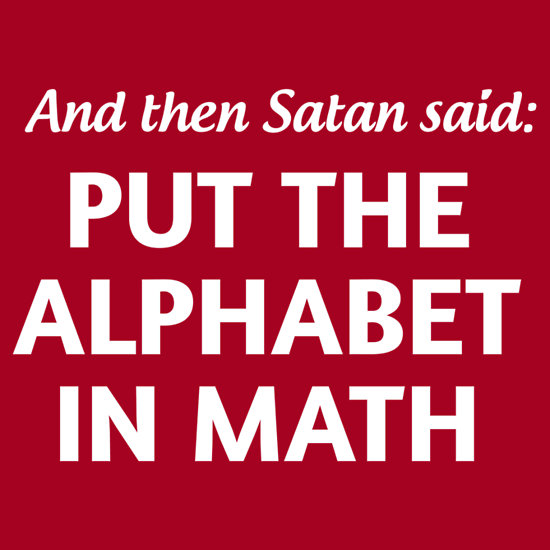 And then Satan said:
PUT THE
ALPHABET
IN MATH